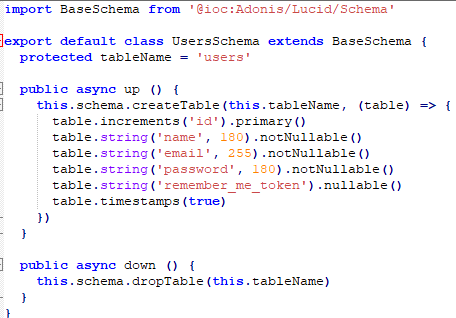 import BaseSchema from '@ioc:Adonis/Lucid/Schema'

export default class UsersSchema extends BaseSchema {
  protected tableName = 'users'

  public async up () {
    this.schema.createTable(this.tableName, (table) => {
      table.increments('id').primary()
      table.string('name', 180).notNullable()
      table.string('email', 255).notNullable()
      table.string('password', 180).notNullable()
      table.string('remember_me_token').nullable()
      table.timestamps(true)
    })
  }

  public async down () {
    this.schema.dropTable(this.tableName)
  }
}